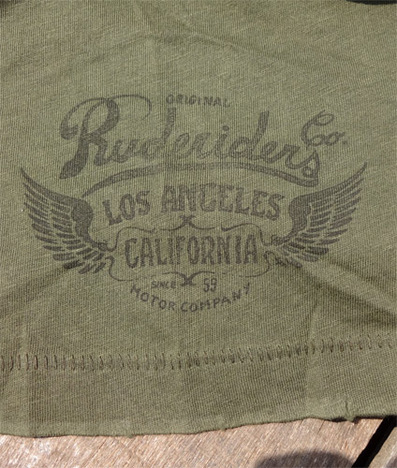 ORIGINAL
Ruderiders Co.
LOS ANGELES
CALIFORNIA
SINCE 59
MOTOR COMPANY